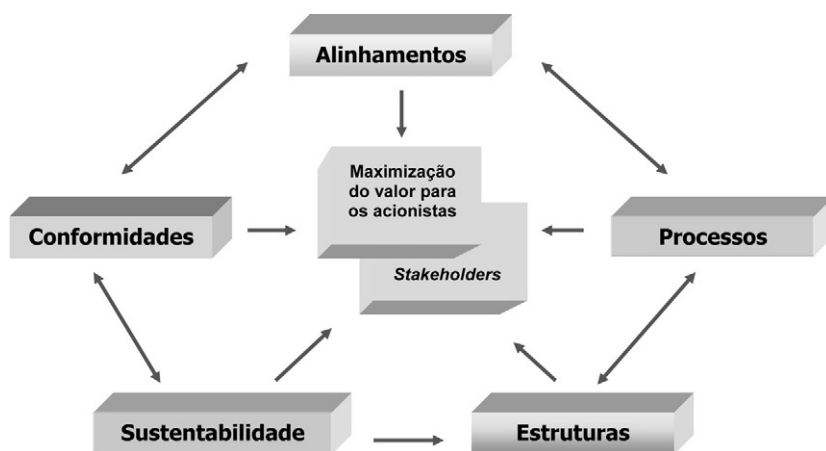 Alinhamentos
Maximização
do valor para
os acionistas
Conformidades
Processos
Stakeholders
Sustentabilidade
Estruturas